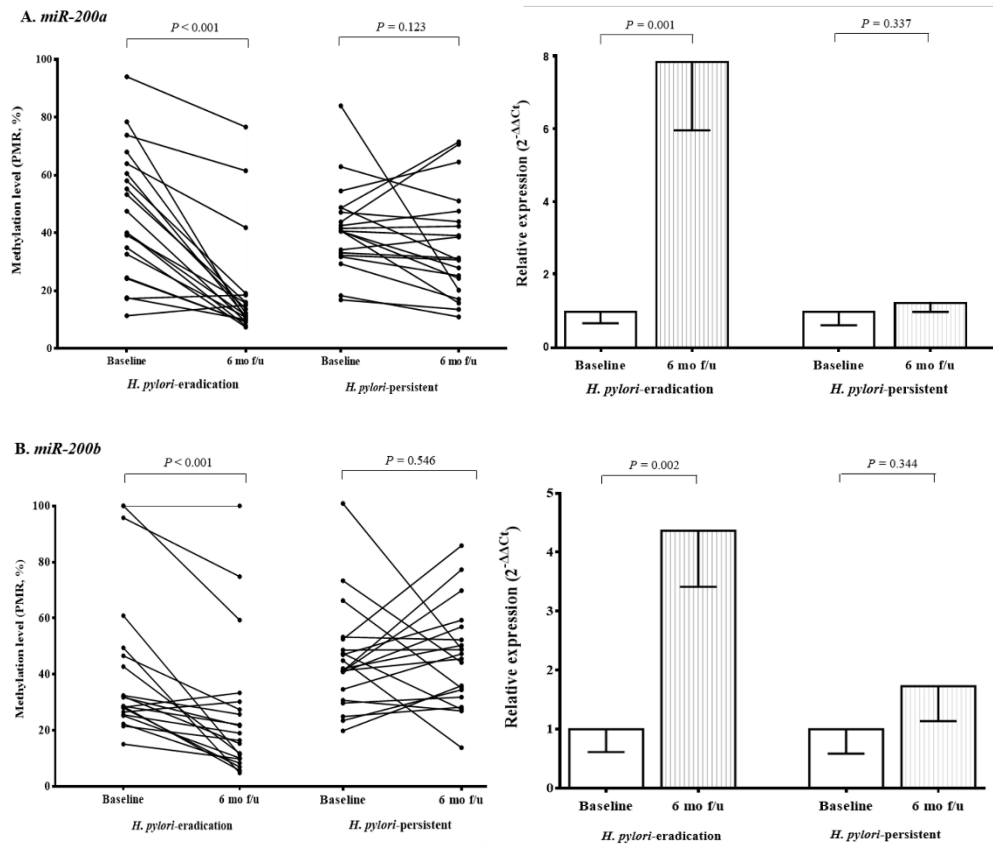 A. miR-200a
P < 0.001
P = 0.123
Methylation level (PMR, %)
100
80
60
40
20
0
Baseline
6 mo f/u
Baseline
6 mo f/u
H. pylori-eradication
H. pylori-persistent
P = 0.001
P = 0.337
Relative expression (2-ΔΔCt)
8
6
4
2
0
Baseline
6 mo f/u
Baseline
6 mo f/u
H. pylori-eradication
H. pylori-persistent
B. miR-200b
P < 0.001
P = 0.546
Methylation level (PMR, %)
100
80
60
40
20
0
Baseline
6 mo f/u
Baseline
6 mo f/u
H. pylori-eradication
H. pylori-persistent
P = 0.002
P = 0.344
Relative expression (2-ΔΔCt)
5
4
3
2
1
0
Baseline
6 mo f/u
Baseline
6 mo f/u
H. pylori-eradication
H. pylori-persistent